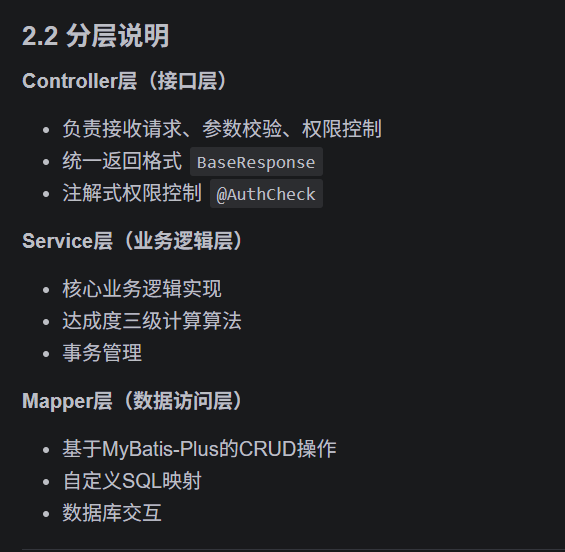 2.2 分层说明
Controller层（接口层）
负责接收请求、参数校验、权限控制
统一返回格式 BaseResponse
注解式权限控制 @AuthCheck
Service层（业务逻辑层）
核心业务逻辑实现
达成度三级计算算法
事务管理
Mapper层（数据访问层）
基于MyBatis-Plus的CRUD操作
自定义SQL映射
数据库交互